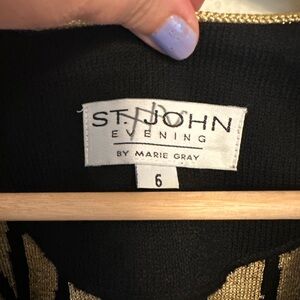 ST. JOHN
EVENING
BY MARIE GRAY
6